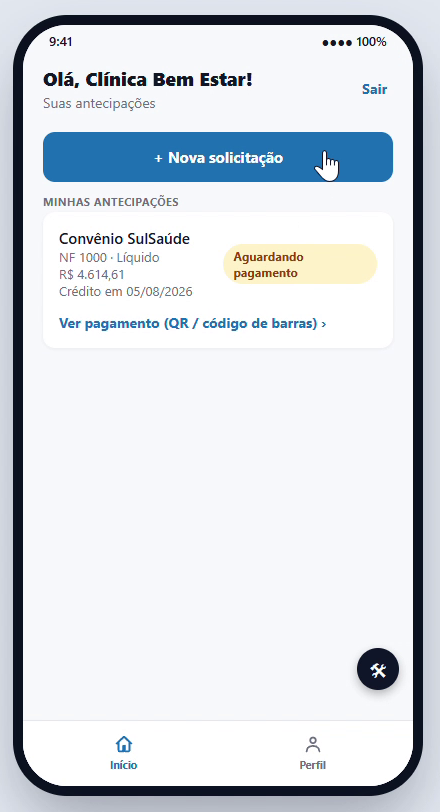 9:41
●●●● 100%
Olá, Clínica Bem Estar!
Suas antecipações
Sair
+ Nova solicitação
MINHAS ANTECIPAÇÕES
Convênio SulSaúde
NF 1000 · Líquido
R$ 4.614,61
Crédito em 05/08/2026
Aguardando
pagamento
Ver pagamento (QR / código de barras) ›
Início
Perfil